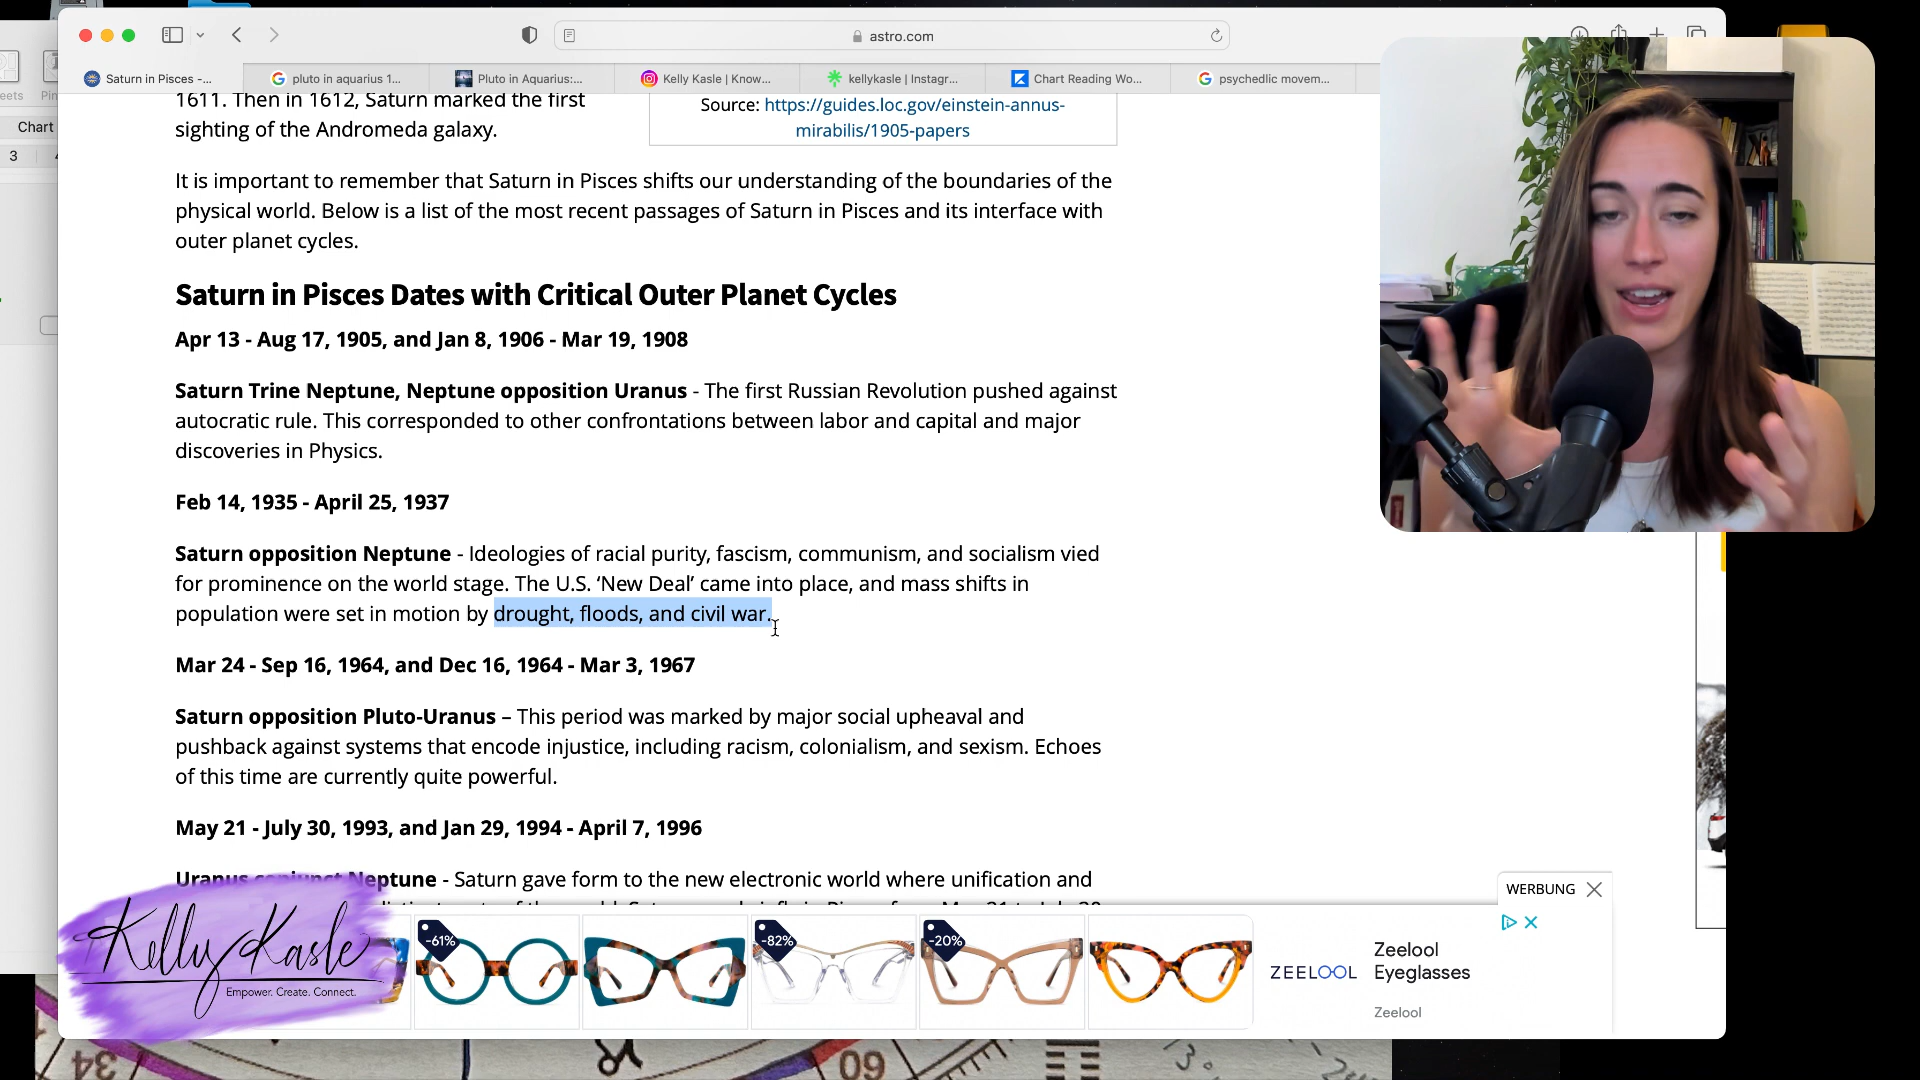 astro.com
Saturn in Pisces -...
pluto in aquarius 1...
Pluto in Aquarius:...
Kelly Kasle | Know...
kellykasle | Instagr...
Chart Reading Wo...
psychedlic movem...
Chart
3
1611. Then in 1612, Saturn marked the first
sighting of the Andromeda galaxy.
Source: https://guides.loc.gov/einstein-annus-
mirabilis/1905-papers
It is important to remember that Saturn in Pisces shifts our understanding of the boundaries of the
physical world. Below is a list of the most recent passages of Saturn in Pisces and its interface with
outer planet cycles.
Saturn in Pisces Dates with Critical Outer Planet Cycles
Apr 13 - Aug 17, 1905, and Jan 8, 1906 - Mar 19, 1908
Saturn Trine Neptune, Neptune opposition Uranus - The first Russian Revolution pushed against
autocratic rule. This corresponded to other confrontations between labor and capital and major
discoveries in Physics.
Feb 14, 1935 - April 25, 1937
Saturn opposition Neptune - Ideologies of racial purity, fascism, communism, and socialism vied
for prominence on the world stage. The U.S. ‘New Deal’ came into place, and mass shifts in
population were set in motion by drought, floods, and civil war.
Mar 24 - Sep 16, 1964, and Dec 16, 1964 - Mar 3, 1967
Saturn opposition Pluto-Uranus – This period was marked by major social upheaval and
pushback against systems that encode injustice, including racism, colonialism, and sexism. Echoes
of this time are currently quite powerful.
May 21 - July 30, 1993, and Jan 29, 1994 - April 7, 1996
Uranus conjunct Neptune - Saturn gave form to the new electronic world where unification and
WERBUNG
-61%
-82%
-20%
ZEELOOL
Zeelool
Eyeglasses
Zeelool
Kelly Kasle
Empower. Create. Connect.
34
60